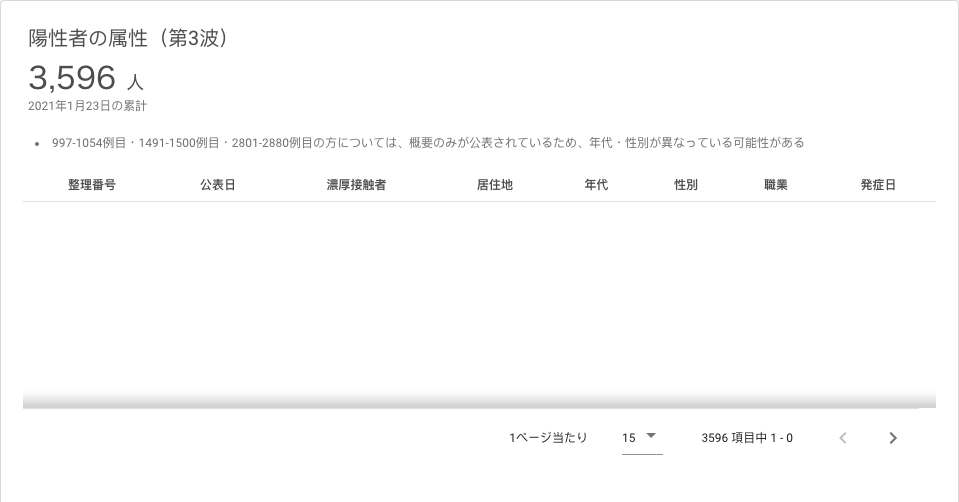 陽性者の属性（第3波）
3,596 人
2021年1月23日の累計
• 997-1054例目・1491-1500例目・2801-2880例目の方については、概要のみが公表されているため、年代・性別が異なっている可能性がある
整理番号 公表日 濃厚接触者 居住地 年代 性別 職業 発症日
1ページ当たり 15 3596 項目中 1 - 0